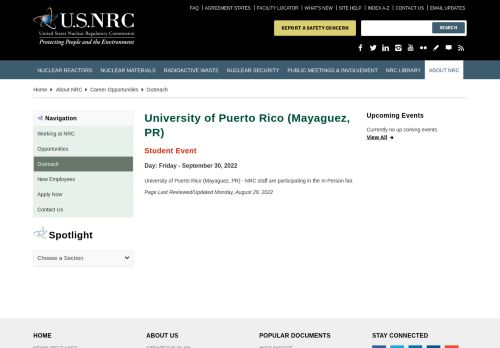 FAQ | AGREEMENT STATES | FACILITY LOCATOR | WHAT'S NEW | SITE HELP | INDEX A-Z | CONTACT US | EMAIL UPDATES
U.S.NRC
United States Nuclear Regulatory Commission
Protecting People and the Environment
REPORT A SAFETY CONCERN
SEARCH
NUCLEAR REACTORS
NUCLEAR MATERIALS
RADIOACTIVE WASTE
NUCLEAR SECURITY
PUBLIC MEETINGS & INVOLVEMENT
NRC LIBRARY
ABOUT NRC
Home
About NRC
Career Opportunities
Outreach
Navigation
Working at NRC
Opportunities
Outreach
New Employees
Apply Now
Contact Us
Spotlight
Choose a Section
University of Puerto Rico (Mayaguez,
PR)
Student Event
Day: Friday - September 30, 2022
University of Puerto Rico (Mayaguez, PR) - NRC staff are participating in the In-Person fair.
Page Last Reviewed/Updated Monday, August 29, 2022
Upcoming Events
Currently no up coming events
View All
HOME
ABOUT US
POPULAR DOCUMENTS
STAY CONNECTED